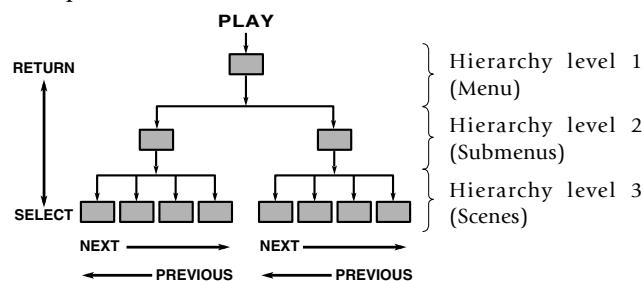 PLAY
RETURN
SELECT
Hierarchy level 1
(Menu)
Hierarchy level 2
(Submenus)
Hierarchy level 3
(Scenes)
NEXT
NEXT
PREVIOUS
PREVIOUS